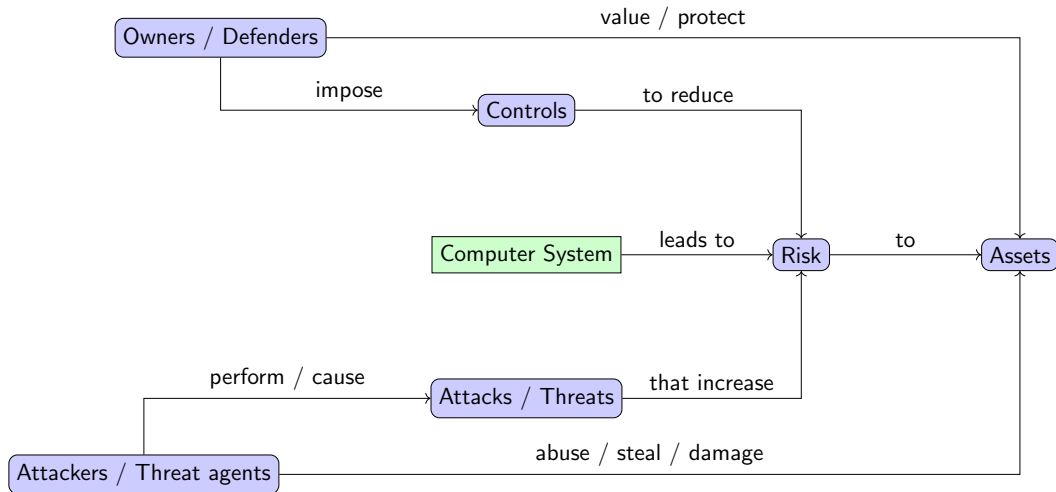 value / protect
Owners / Defenders
impose
to reduce
Controls
leads to
to
Computer System
Risk
Assets
perform / cause
that increase
Attacks / Threats
abuse / steal / damage
Attackers / Threat agents